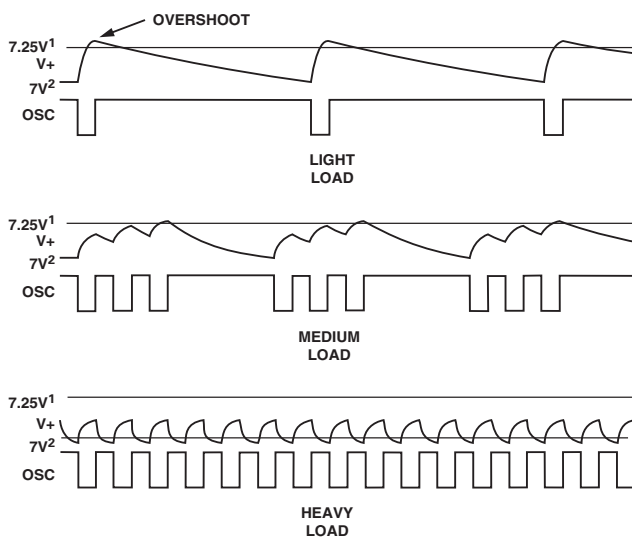 OVERSHOOT
7.25V1
V+
7V2
OSC
LIGHT
LOAD
7.25V1
V+
7V2
OSC
MEDIUM
LOAD
7.25V1
V+
7V2
OSC
HEAVY
LOAD